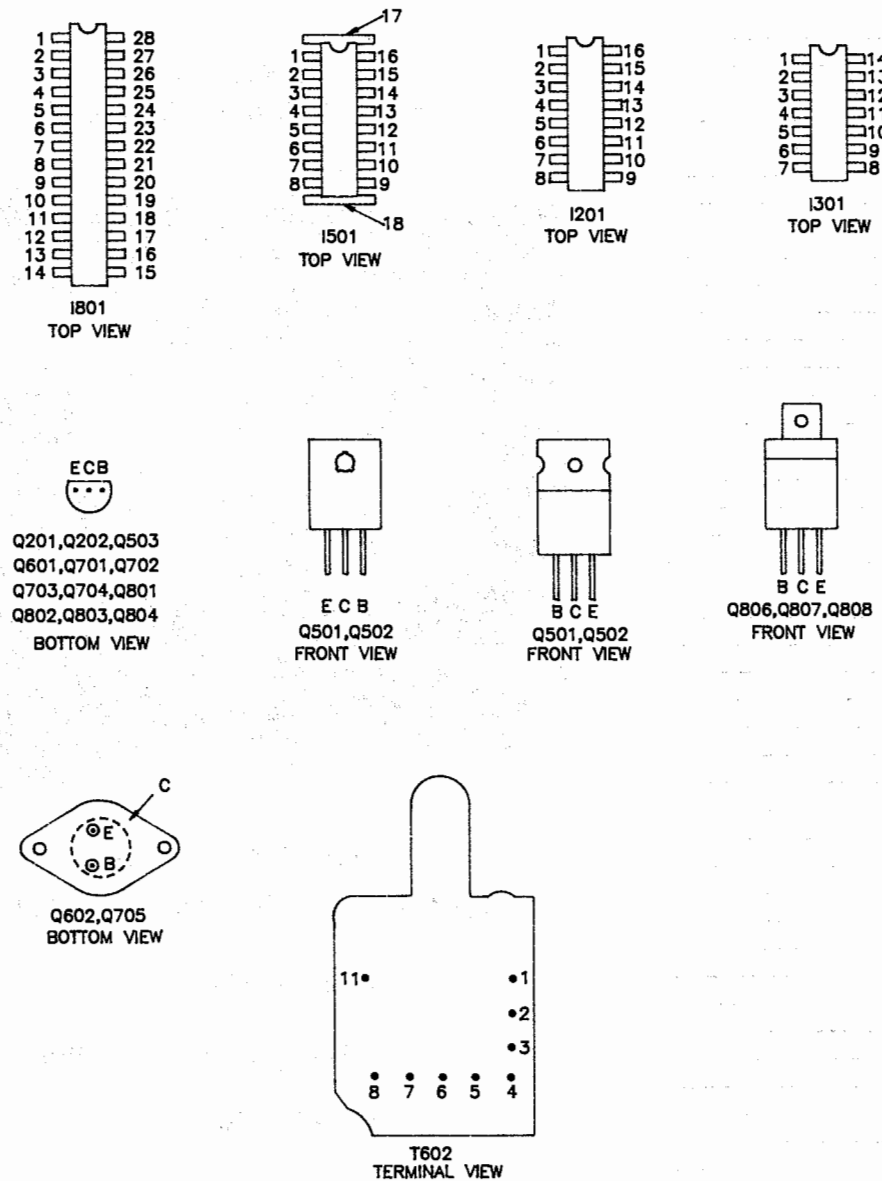 17
1 28
2 27
3 26
4 25
5 24
6 23
7 22
8 21
9 20
10 19
11 18
12 17
13 16
14 15
I801
TOP VIEW
1 16
2 15
3 14
4 13
5 12
6 11
7 10
8 9
18
I501
TOP VIEW
1 16
2 15
3 14
4 13
5 12
6 11
7 10
8 9
I201
TOP VIEW
1 14
2 13
3 12
4 11
5 10
6 9
7 8
I301
TOP VIEW
E C B
Q201,Q202,Q503
Q601,Q701,Q702
Q703,Q704,Q801
Q802,Q803,Q804
BOTTOM VIEW
E C B
Q501,Q502
FRONT VIEW
B C E
Q501,Q502
FRONT VIEW
B C E
Q806,Q807,Q808
FRONT VIEW
C
E
B
Q602,Q705
BOTTOM VIEW
11 1
2
3
8 7 6 5 4
T602
TERMINAL VIEW